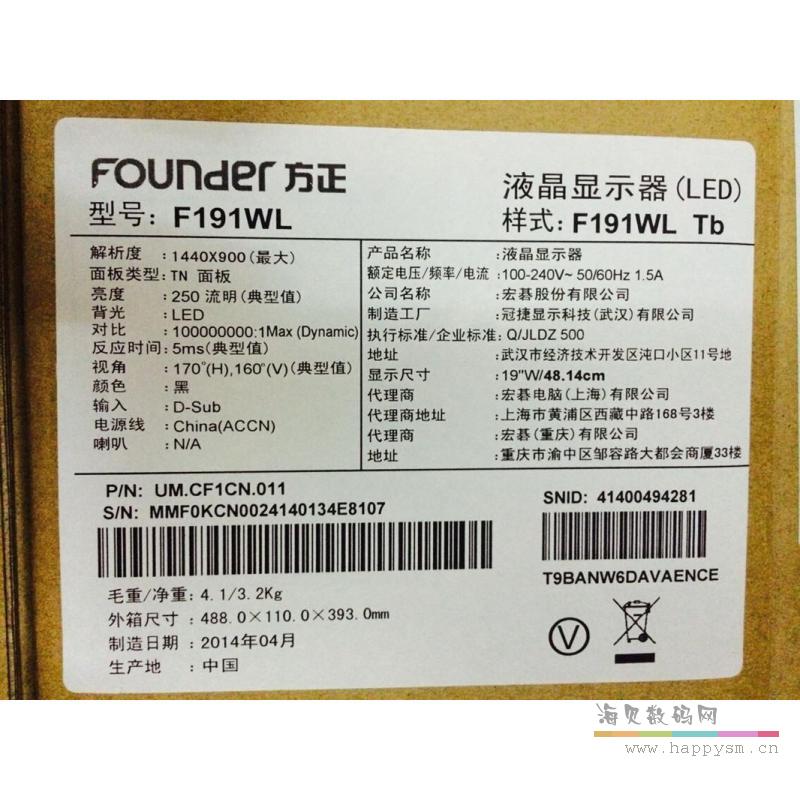 FOUNDER 方正
型号: F191WL
液晶显示器(LED)
样式: F191WL Tb
解析度 : 1440X900 (最大)
面板类型: TN 面板
亮度 : 250 流明(典型值)
背光 : LED
对比 : 100000000:1Max (Dynamic)
反应时间: 5ms(典型值)
视角 : 170°(H),160°(V)(典型值)
颜色 : 黑
输入 : D-Sub
电源线 : China(ACCN)
喇叭 : N/A
产品名称 :液晶显示器
额定电压/频率/电流 :100-240V~ 50/60Hz 1.5A
公司名称 :宏碁股份有限公司
制造工厂 :冠捷显示科技(武汉)有限公司
执行标准/企业标准: Q/JLDZ 500
地址 :武汉市经济技术开发区沌口小区11号地
显示尺寸 :19"W/48.14cm
代理商 :宏碁电脑(上海)有限公司
代理商地址 :上海市黄浦区西藏中路168号3楼
代理商 :宏碁(重庆)有限公司
地址 :重庆市渝中区邹容路大都会商厦33楼
P/N: UM.CF1CN.011
S/N: MMF0KCN0024140134E8107
SNID: 41400494281
T9BANW6DAVAENCE
毛重/净重: 4.1/3.2Kg
外箱尺寸 : 488.0×110.0×393.0mm
制造日期 : 2014年04月
生产地 : 中国
V
海贝数码网
www.happysm.cn